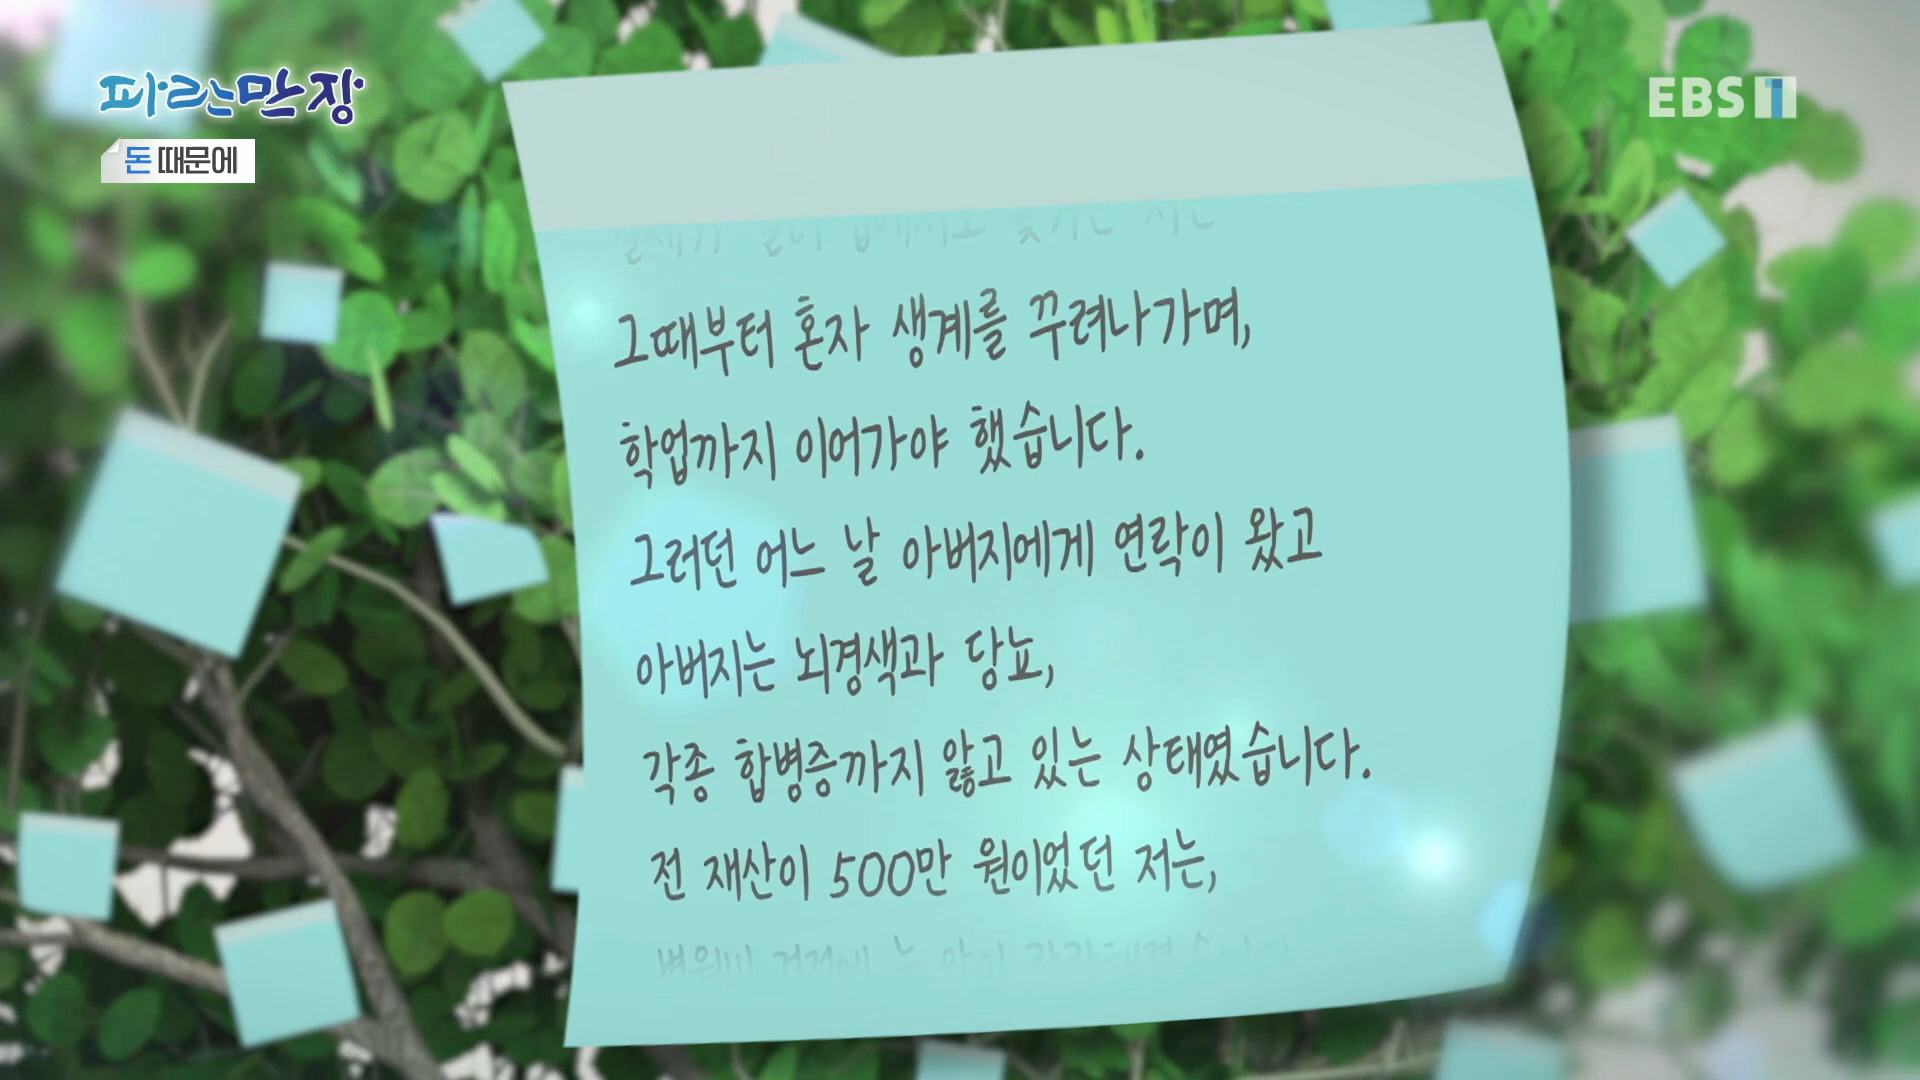 파란만장
EBS 1
돈 때문에
그때부터 혼자 생계를 꾸려나가며,
학업까지 이어가야 했습니다.
그러던 어느 날 아버지에게 연락이 왔고
아버지는 뇌경색과 당뇨,
각종 합병증까지 앓고 있는 상태였습니다.
전 재산이 500만 원이었던 저는,